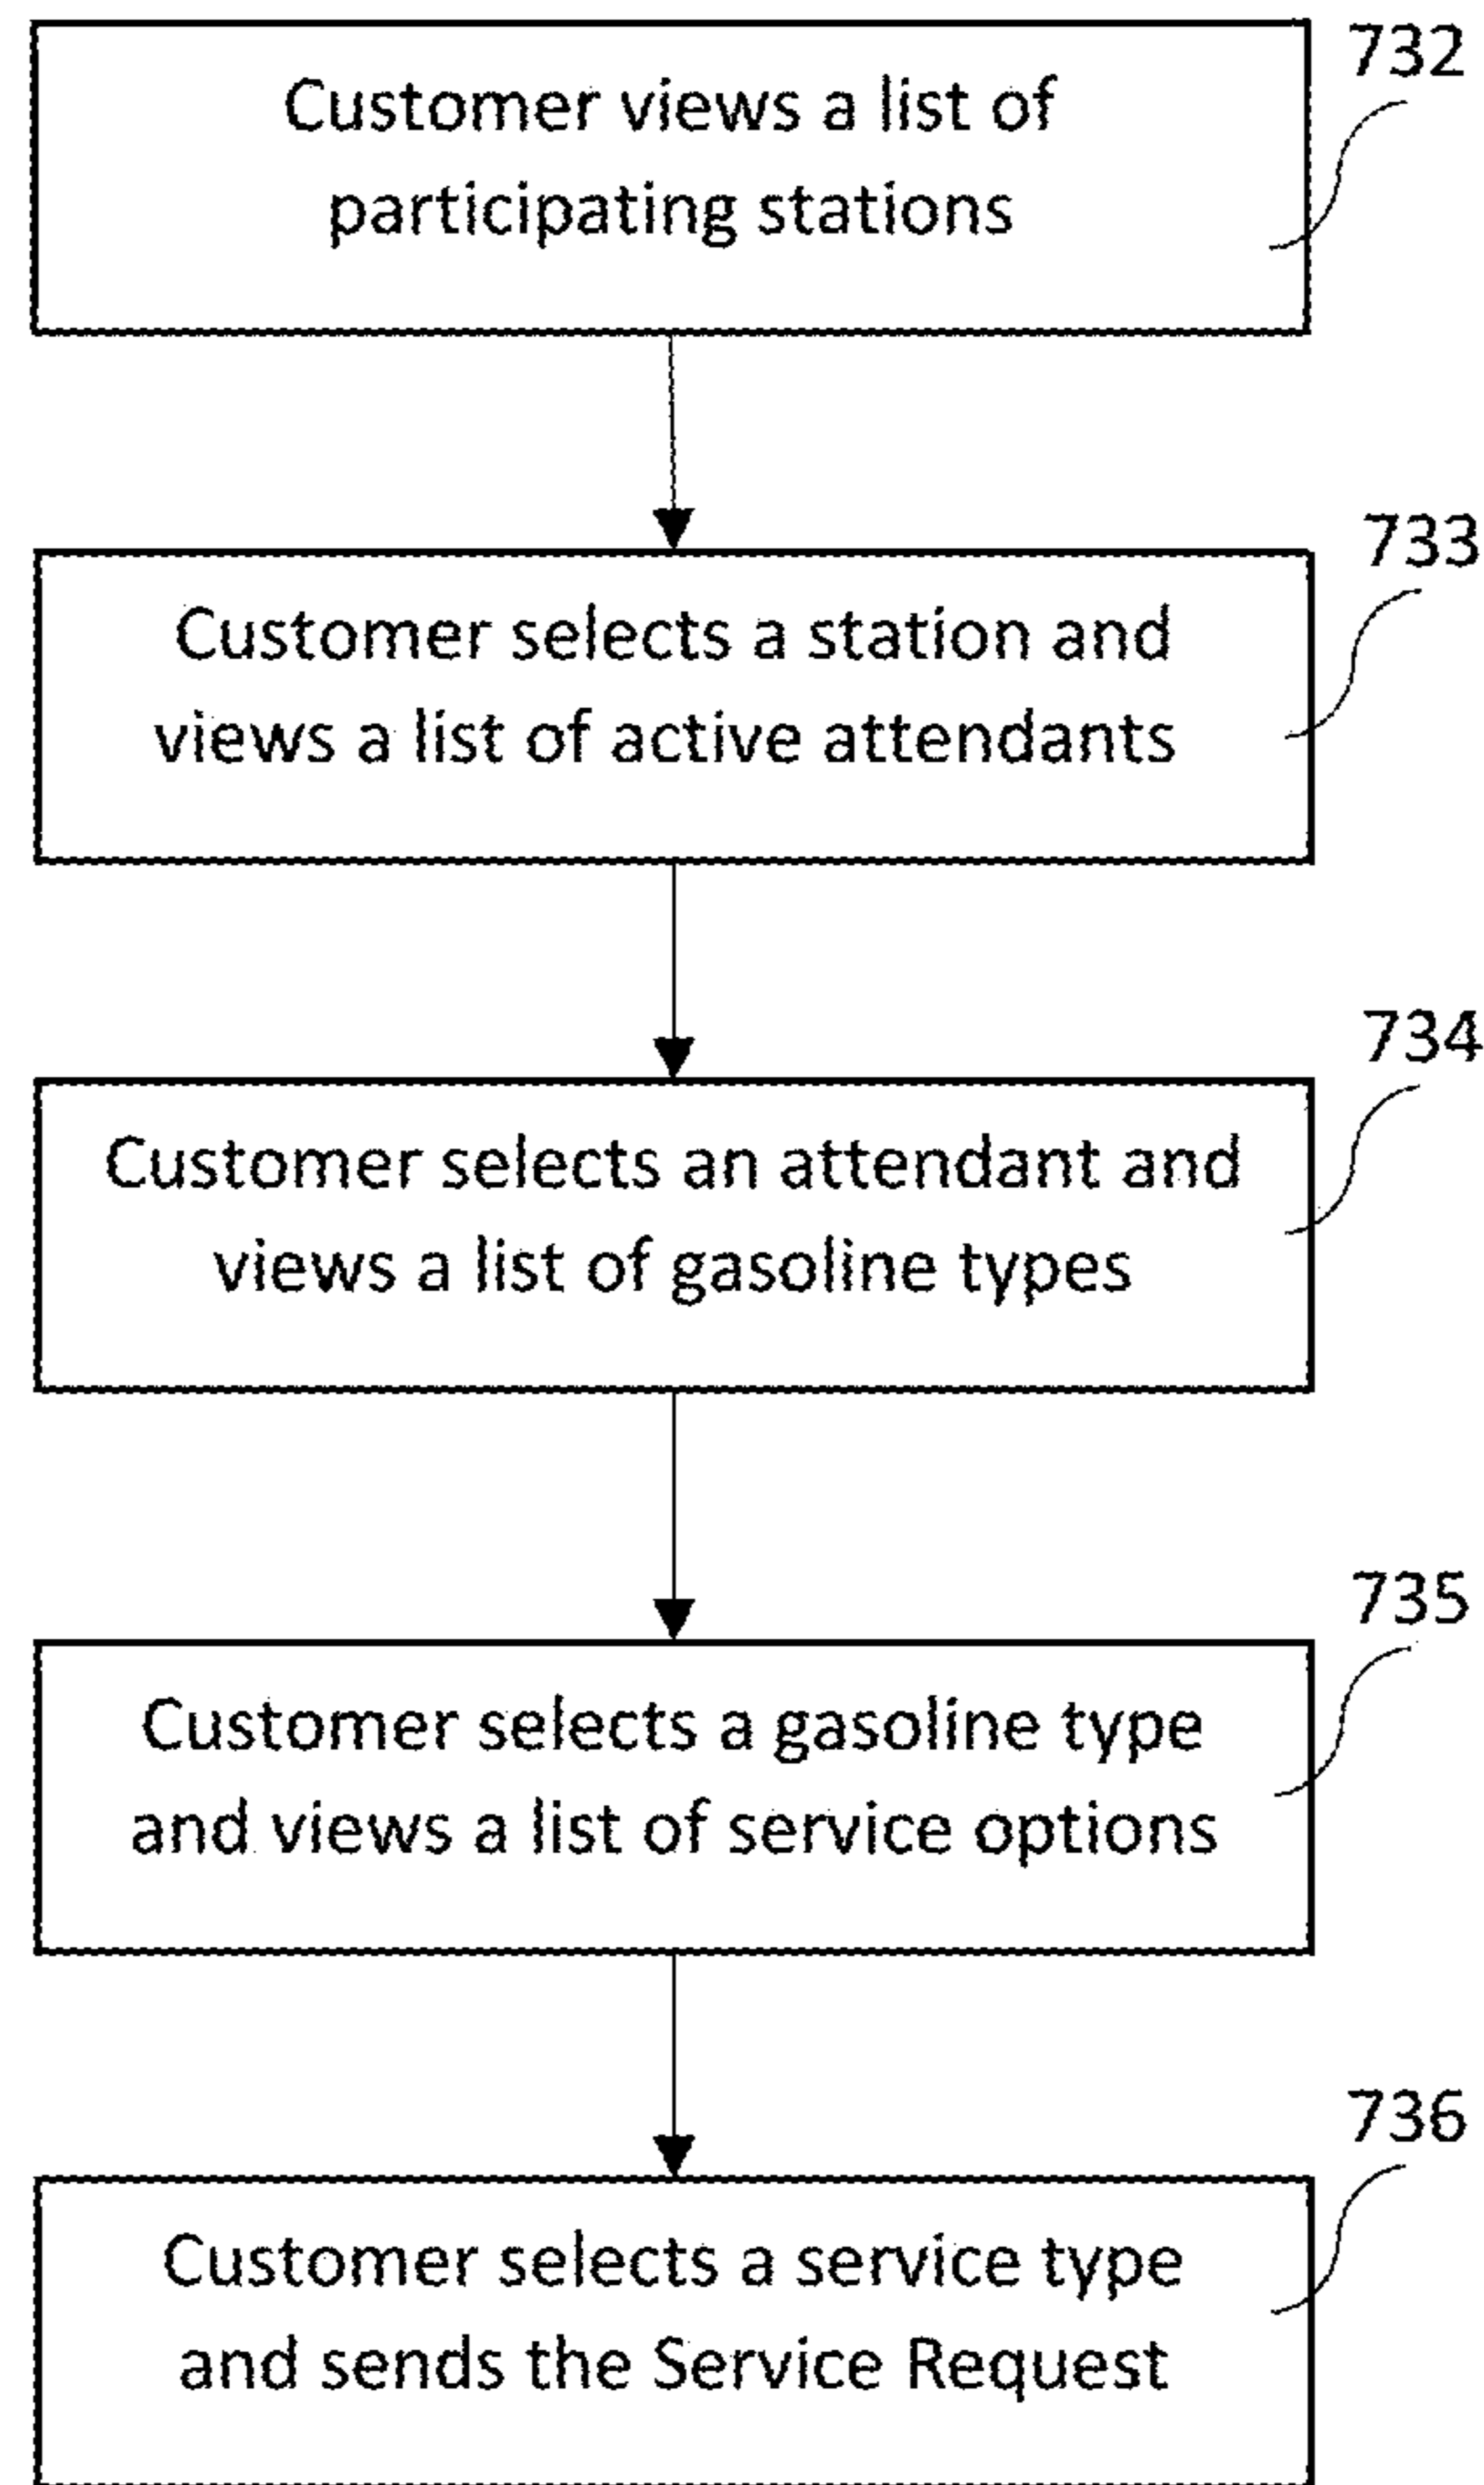 732
Customer views a list of
participating stations
733
Customer selects a station and
views a list of active attendants
734
Customer selects an attendant and
views a list of gasoline types
735
Customer selects a gasoline type
and views a list of service options
736
Customer selects a service type
and sends the Service Request